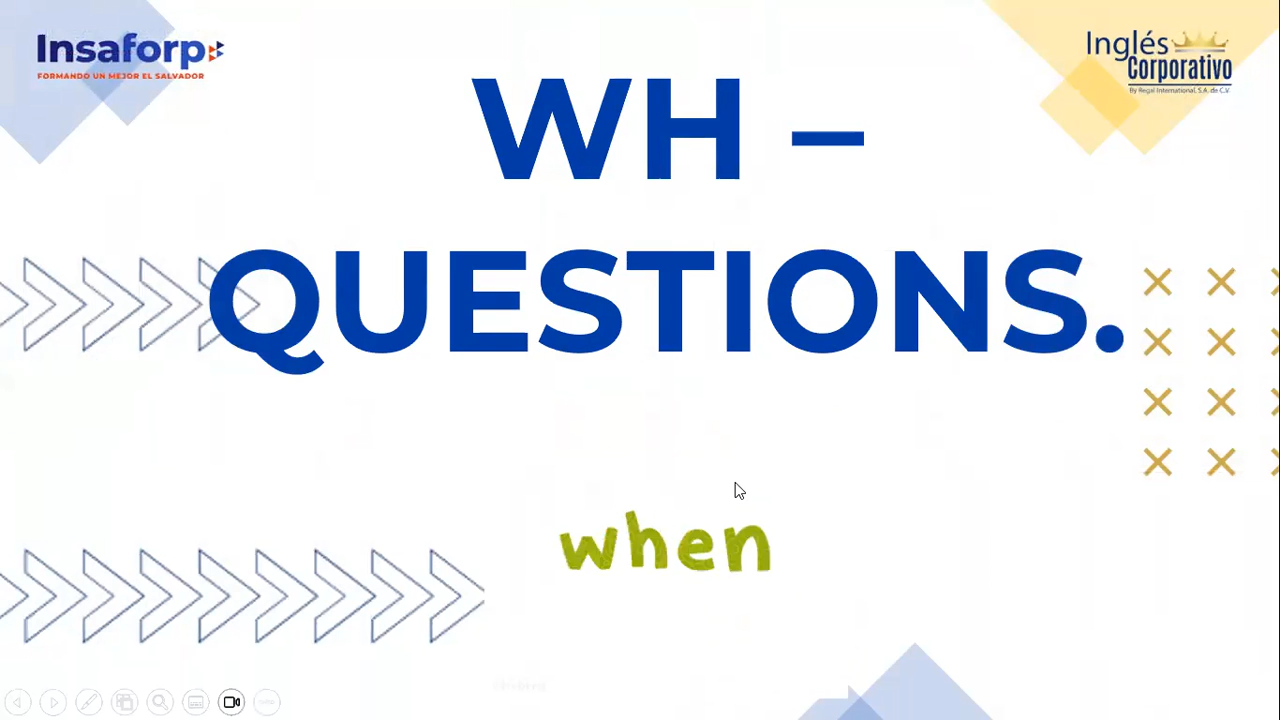 Insaforp
FORMANDO UN MEJOR EL SALVADOR
Inglés
Corporativo
By Regal International, S.A. de C.V.
WH –
QUESTIONS.
when